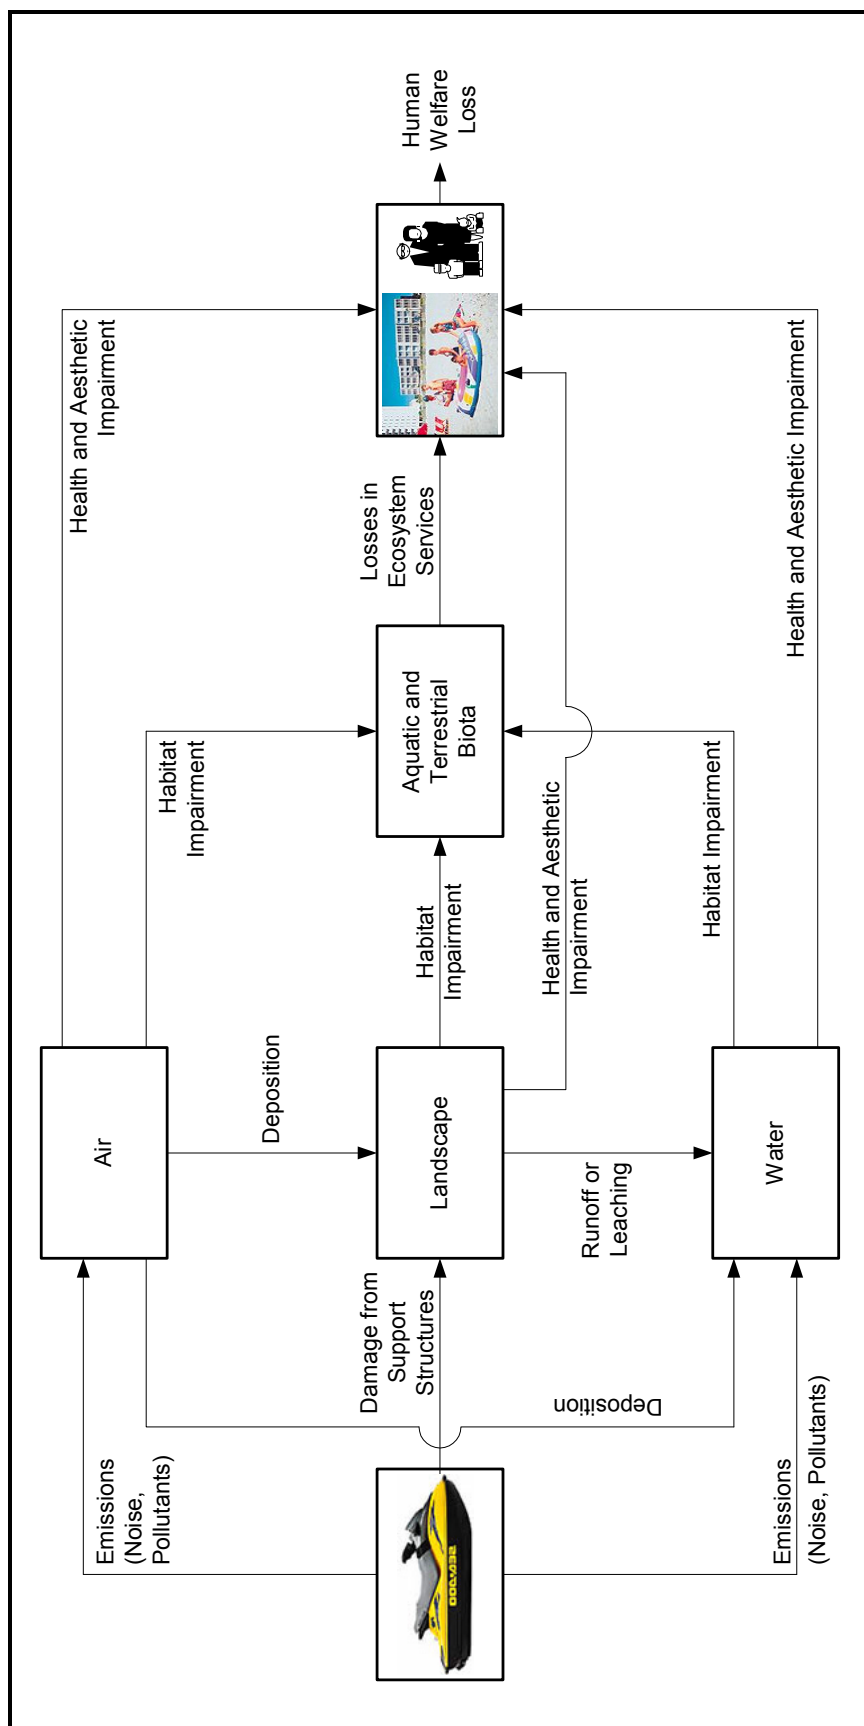 Emissions
(Noise,
Pollutants)
Damage from
Support
Structures
Emissions
(Noise, Pollutants)
Deposition
SEA-DOO
Air
Deposition
Landscape
Runoff or
Leaching
Water
Habitat
Impairment
Habitat
Impairment
Health and Aesthetic
Impairment
Habitat Impairment
Aquatic and
Terrestrial
Biota
Health and Aesthetic
Impairment
Losses in
Ecosystem
Services
Health and Aesthetic Impairment
Human
Welfare
Loss